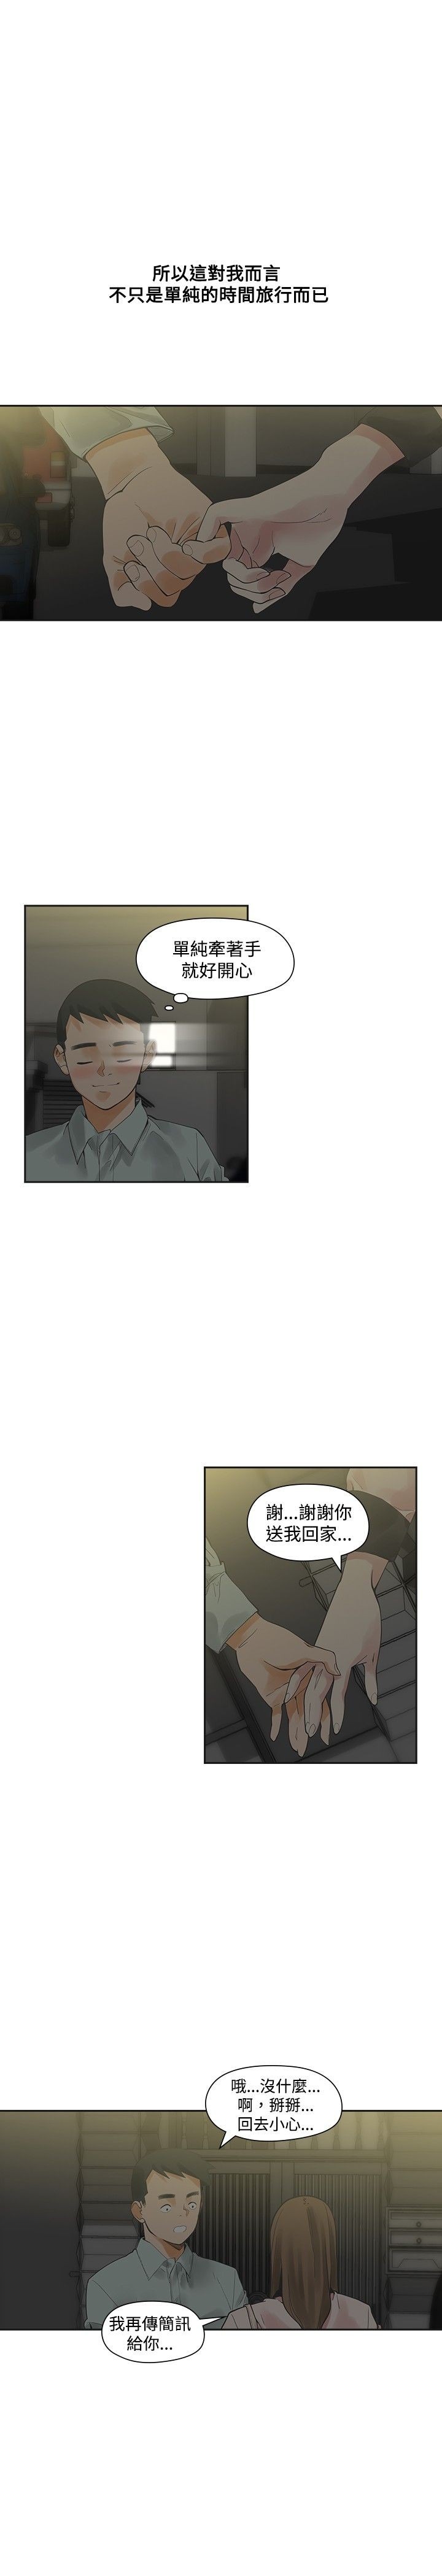 所以這對我而言
不只是單純的時間旅行而已
單純牽著手
就好開心
謝...謝謝你
送我回家...
哦...沒什麼...
啊，掰掰...
回去小心...
我再傳簡訊
給你...